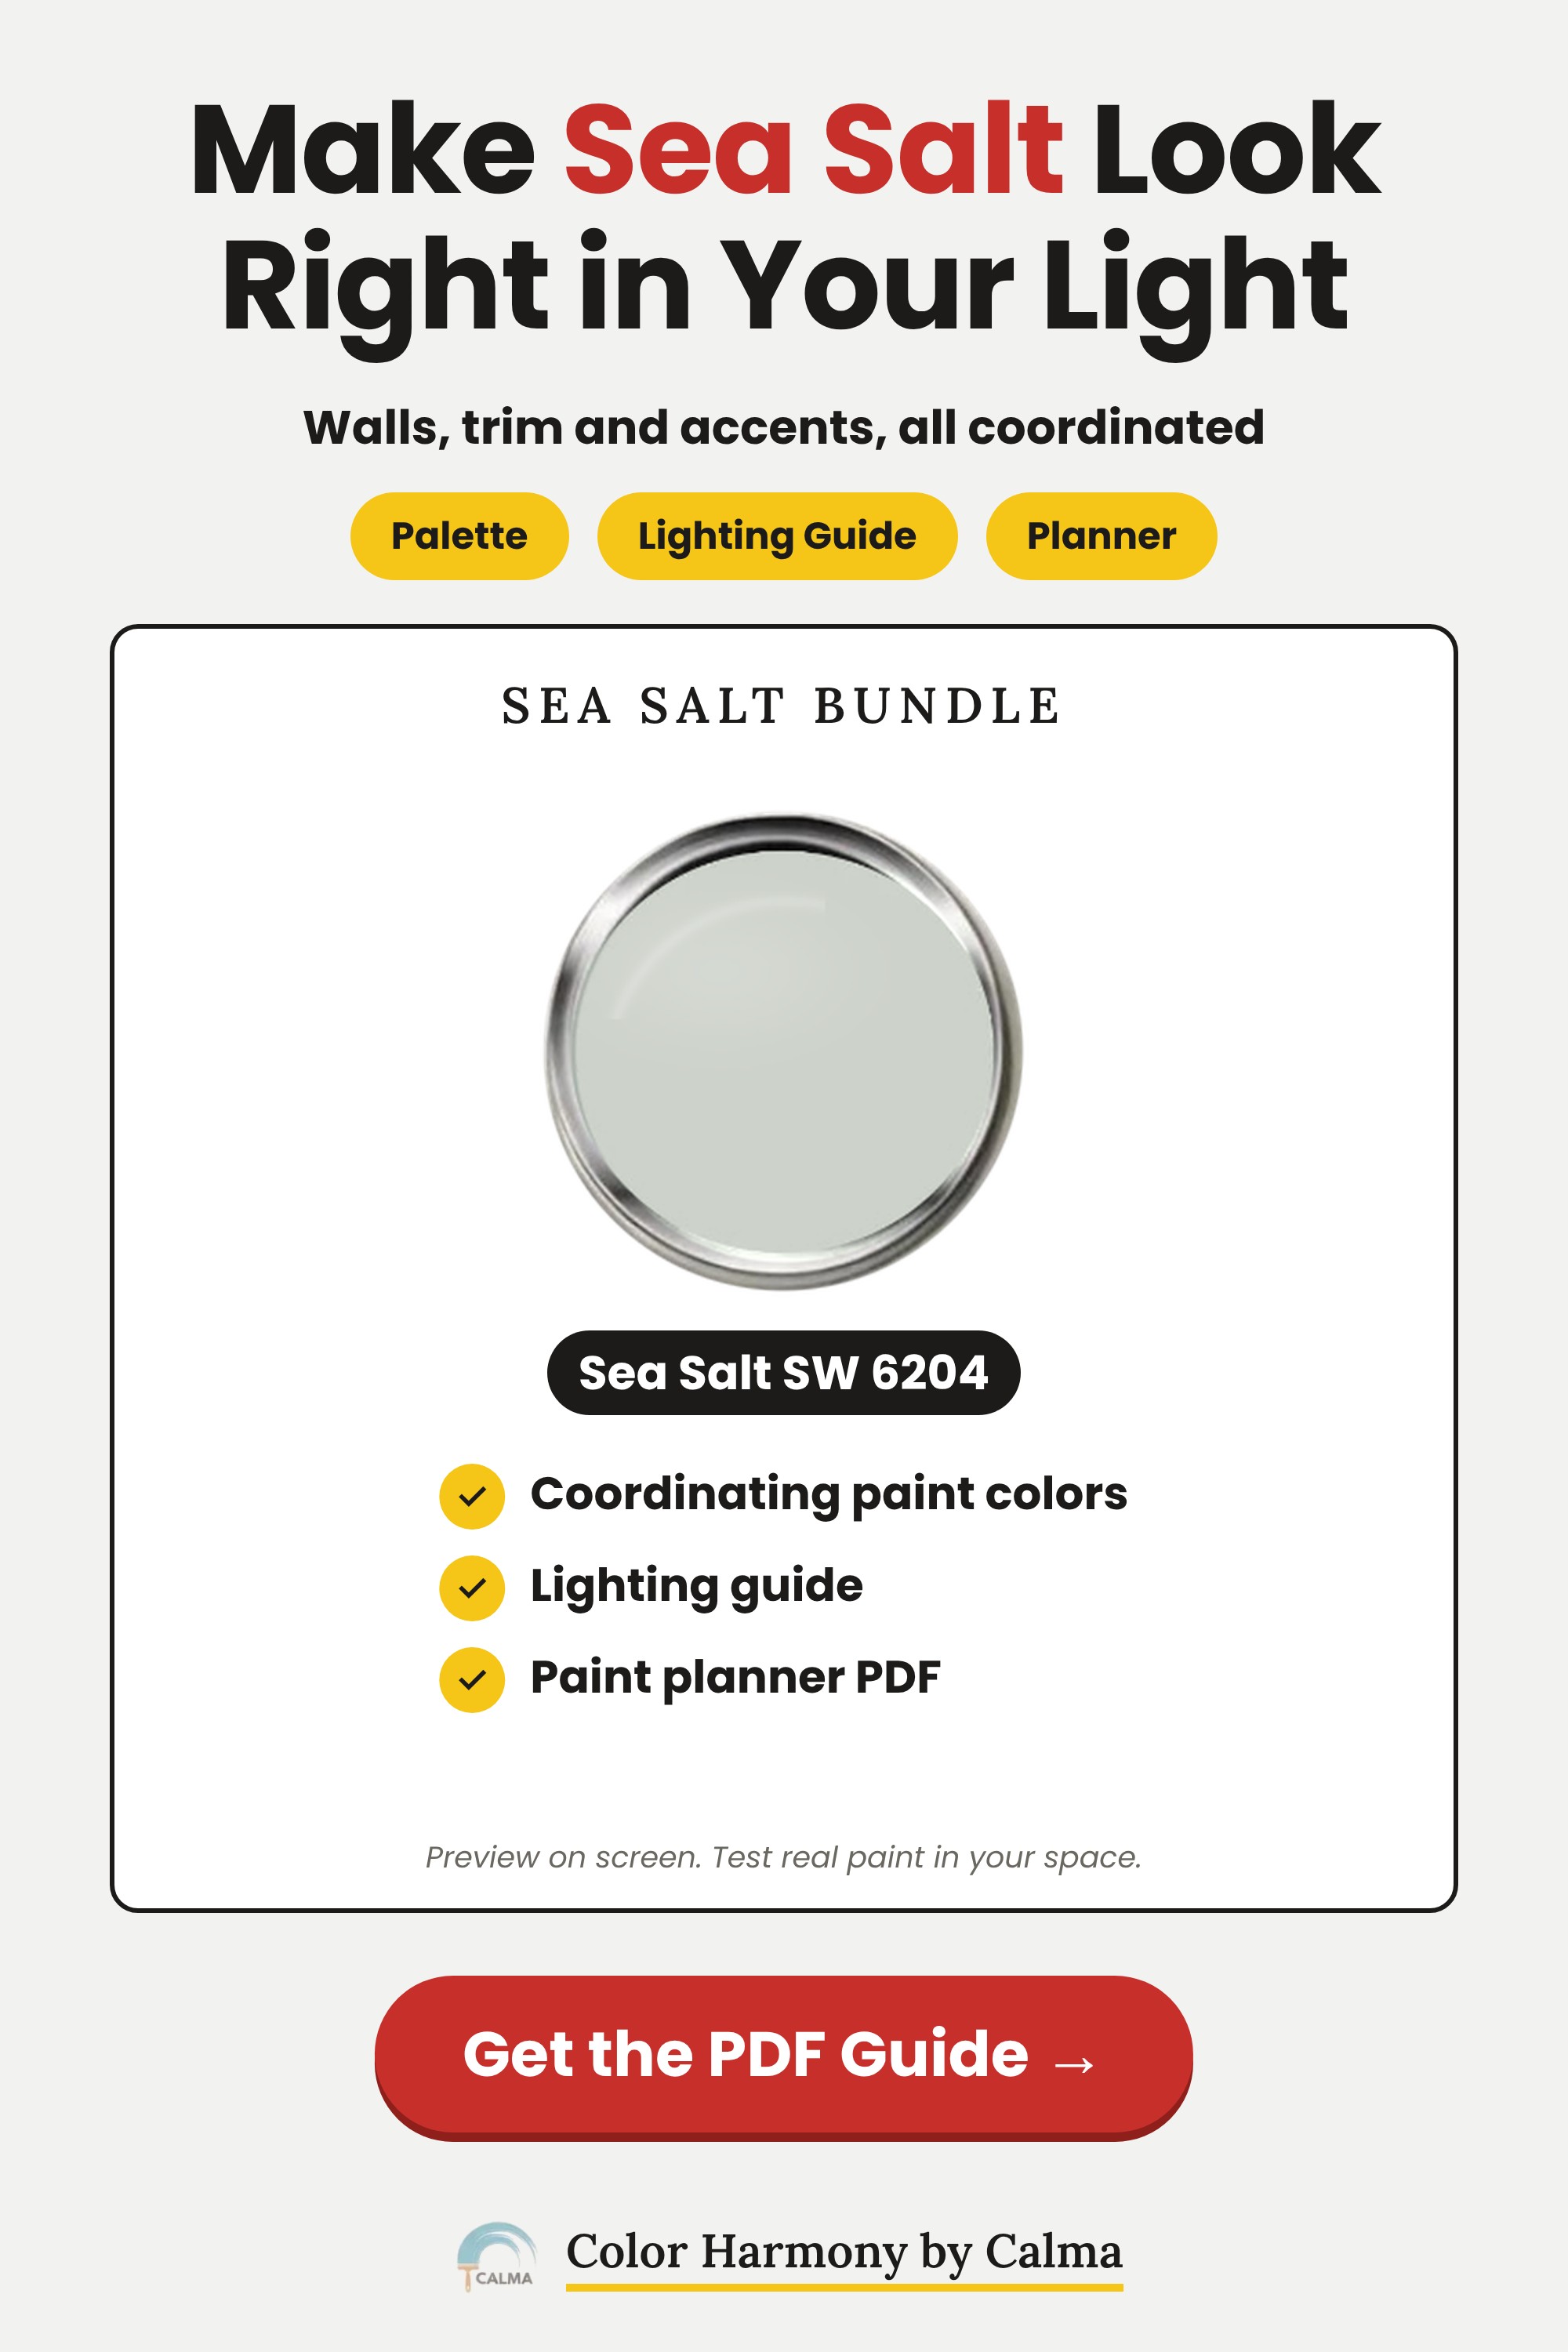 Make Sea Salt Look
Right in Your Light
Walls, trim and accents, all coordinated
Palette
Lighting Guide
Planner
SEA SALT BUNDLE
Sea Salt SW 6204
Coordinating paint colors
Lighting guide
Paint planner PDF
Preview on screen. Test real paint in your space.
Get the PDF Guide →
CALMA
Color Harmony by Calma